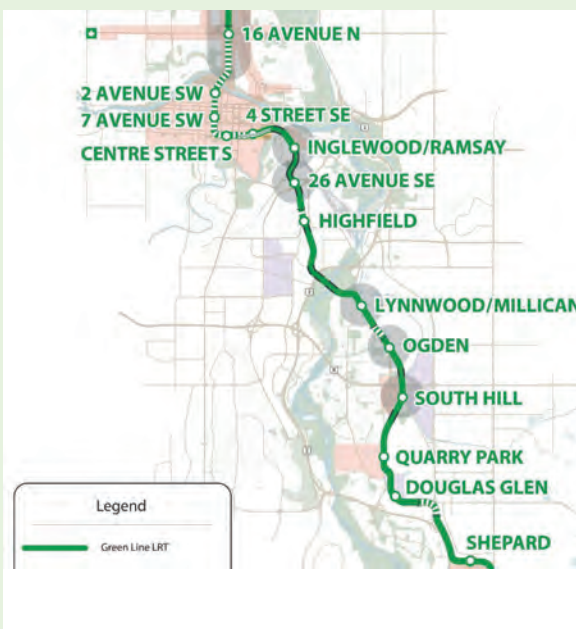 16 AVENUE N
2 AVENUE SW
7 AVENUE SW
4 STREET SE
CENTRE STREET S
INGLEWOOD/RAMSAY
26 AVENUE SE
HIGHFIELD
LYNNWOOD/MILLICAN
OGDEN
SOUTH HILL
QUARRY PARK
DOUGLAS GLEN
SHEPARD
Legend
Green Line LRT